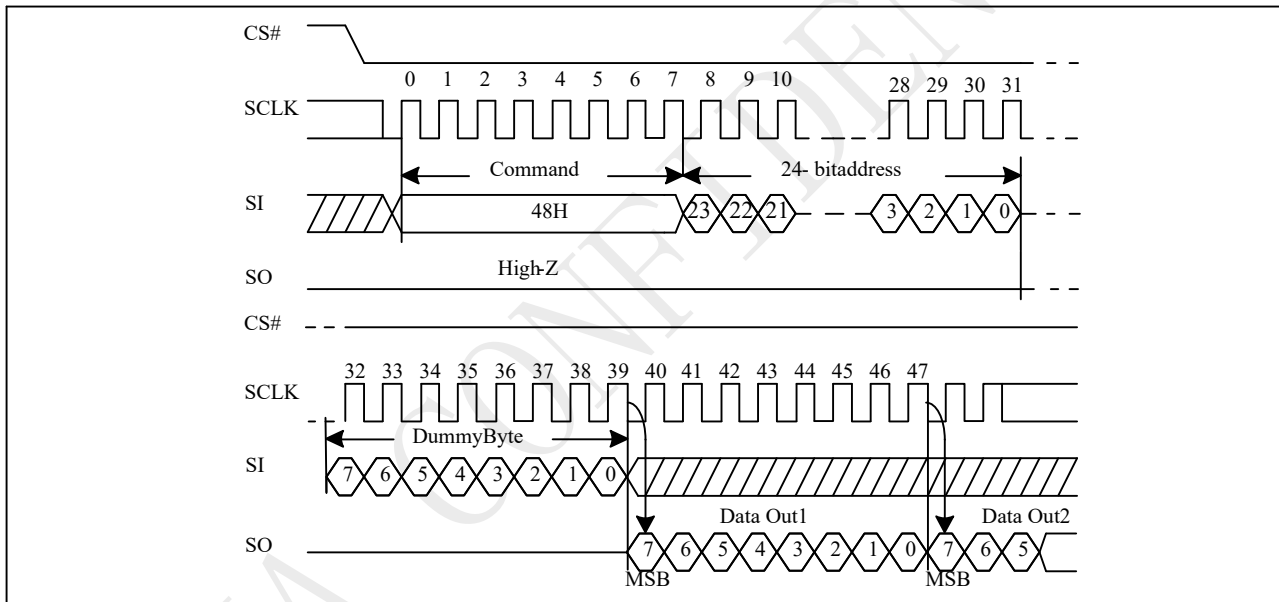 CS#
0 1 2 3 4 5 6 7 8 9 10 28 29 30 31
SCLK
Command 24- bitaddress
SI 48H 23 22 21 3 2 1 0
High-Z
SO
CS#
32 33 34 35 36 37 38 39 40 41 42 43 44 45 46 47
SCLK
DummyByte
SI 7 6 5 4 3 2 1 0
Data Out1 Data Out2
SO 7 6 5 4 3 2 1 0 7 6 5
MSB MSB